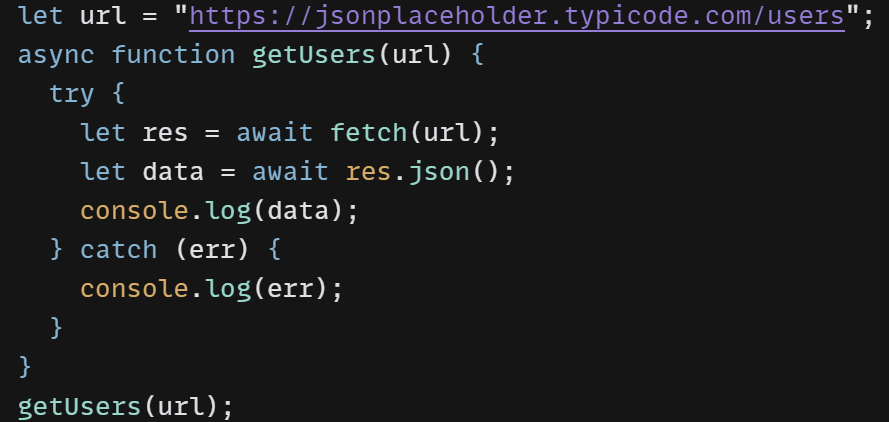 let url = "https://jsonplaceholder.typicode.com/users";
async function getUsers(url) {
  try {
    let res = await fetch(url);
    let data = await res.json();
    console.log(data);
  } catch (err) {
    console.log(err);
  }
}
getUsers(url);